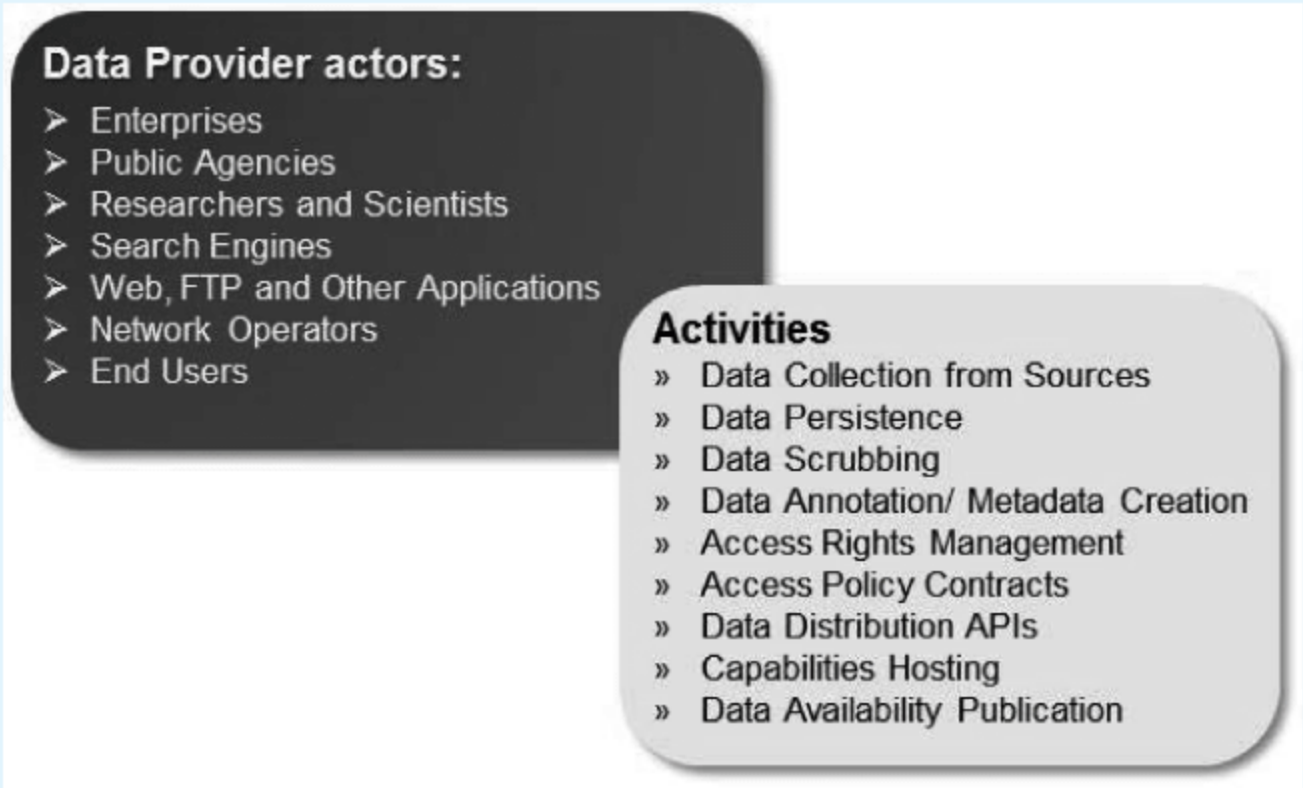 Data Provider actors:
➢ Enterprises
➢ Public Agencies
➢ Researchers and Scientists
➢ Search Engines
➢ Web, FTP and Other Applications
➢ Network Operators
➢ End Users
Activities
» Data Collection from Sources
» Data Persistence
» Data Scrubbing
» Data Annotation/ Metadata Creation
» Access Rights Management
» Access Policy Contracts
» Data Distribution APIs
» Capabilities Hosting
» Data Availability Publication